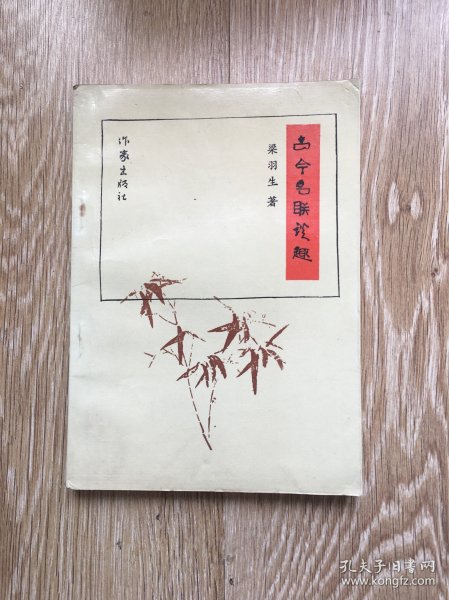 古今名联谈趣
梁羽生 著
作家出版社
孔夫子旧书网
www.kongfz.com